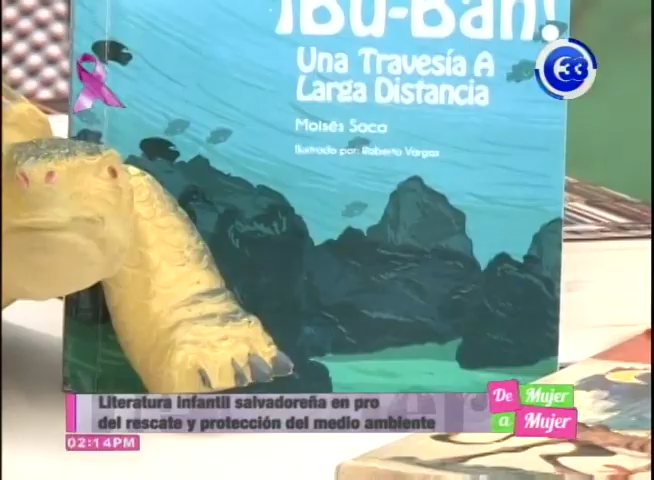 ¡Bu-Bah!
Una Travesía A
Larga Distancia
Moisés Saca
Ilustrado por: Roberto Vargas
33
Literatura infantil salvadoreña en pro
del rescate y protección del medio ambiente
De Mujer
a Mujer
02:14PM